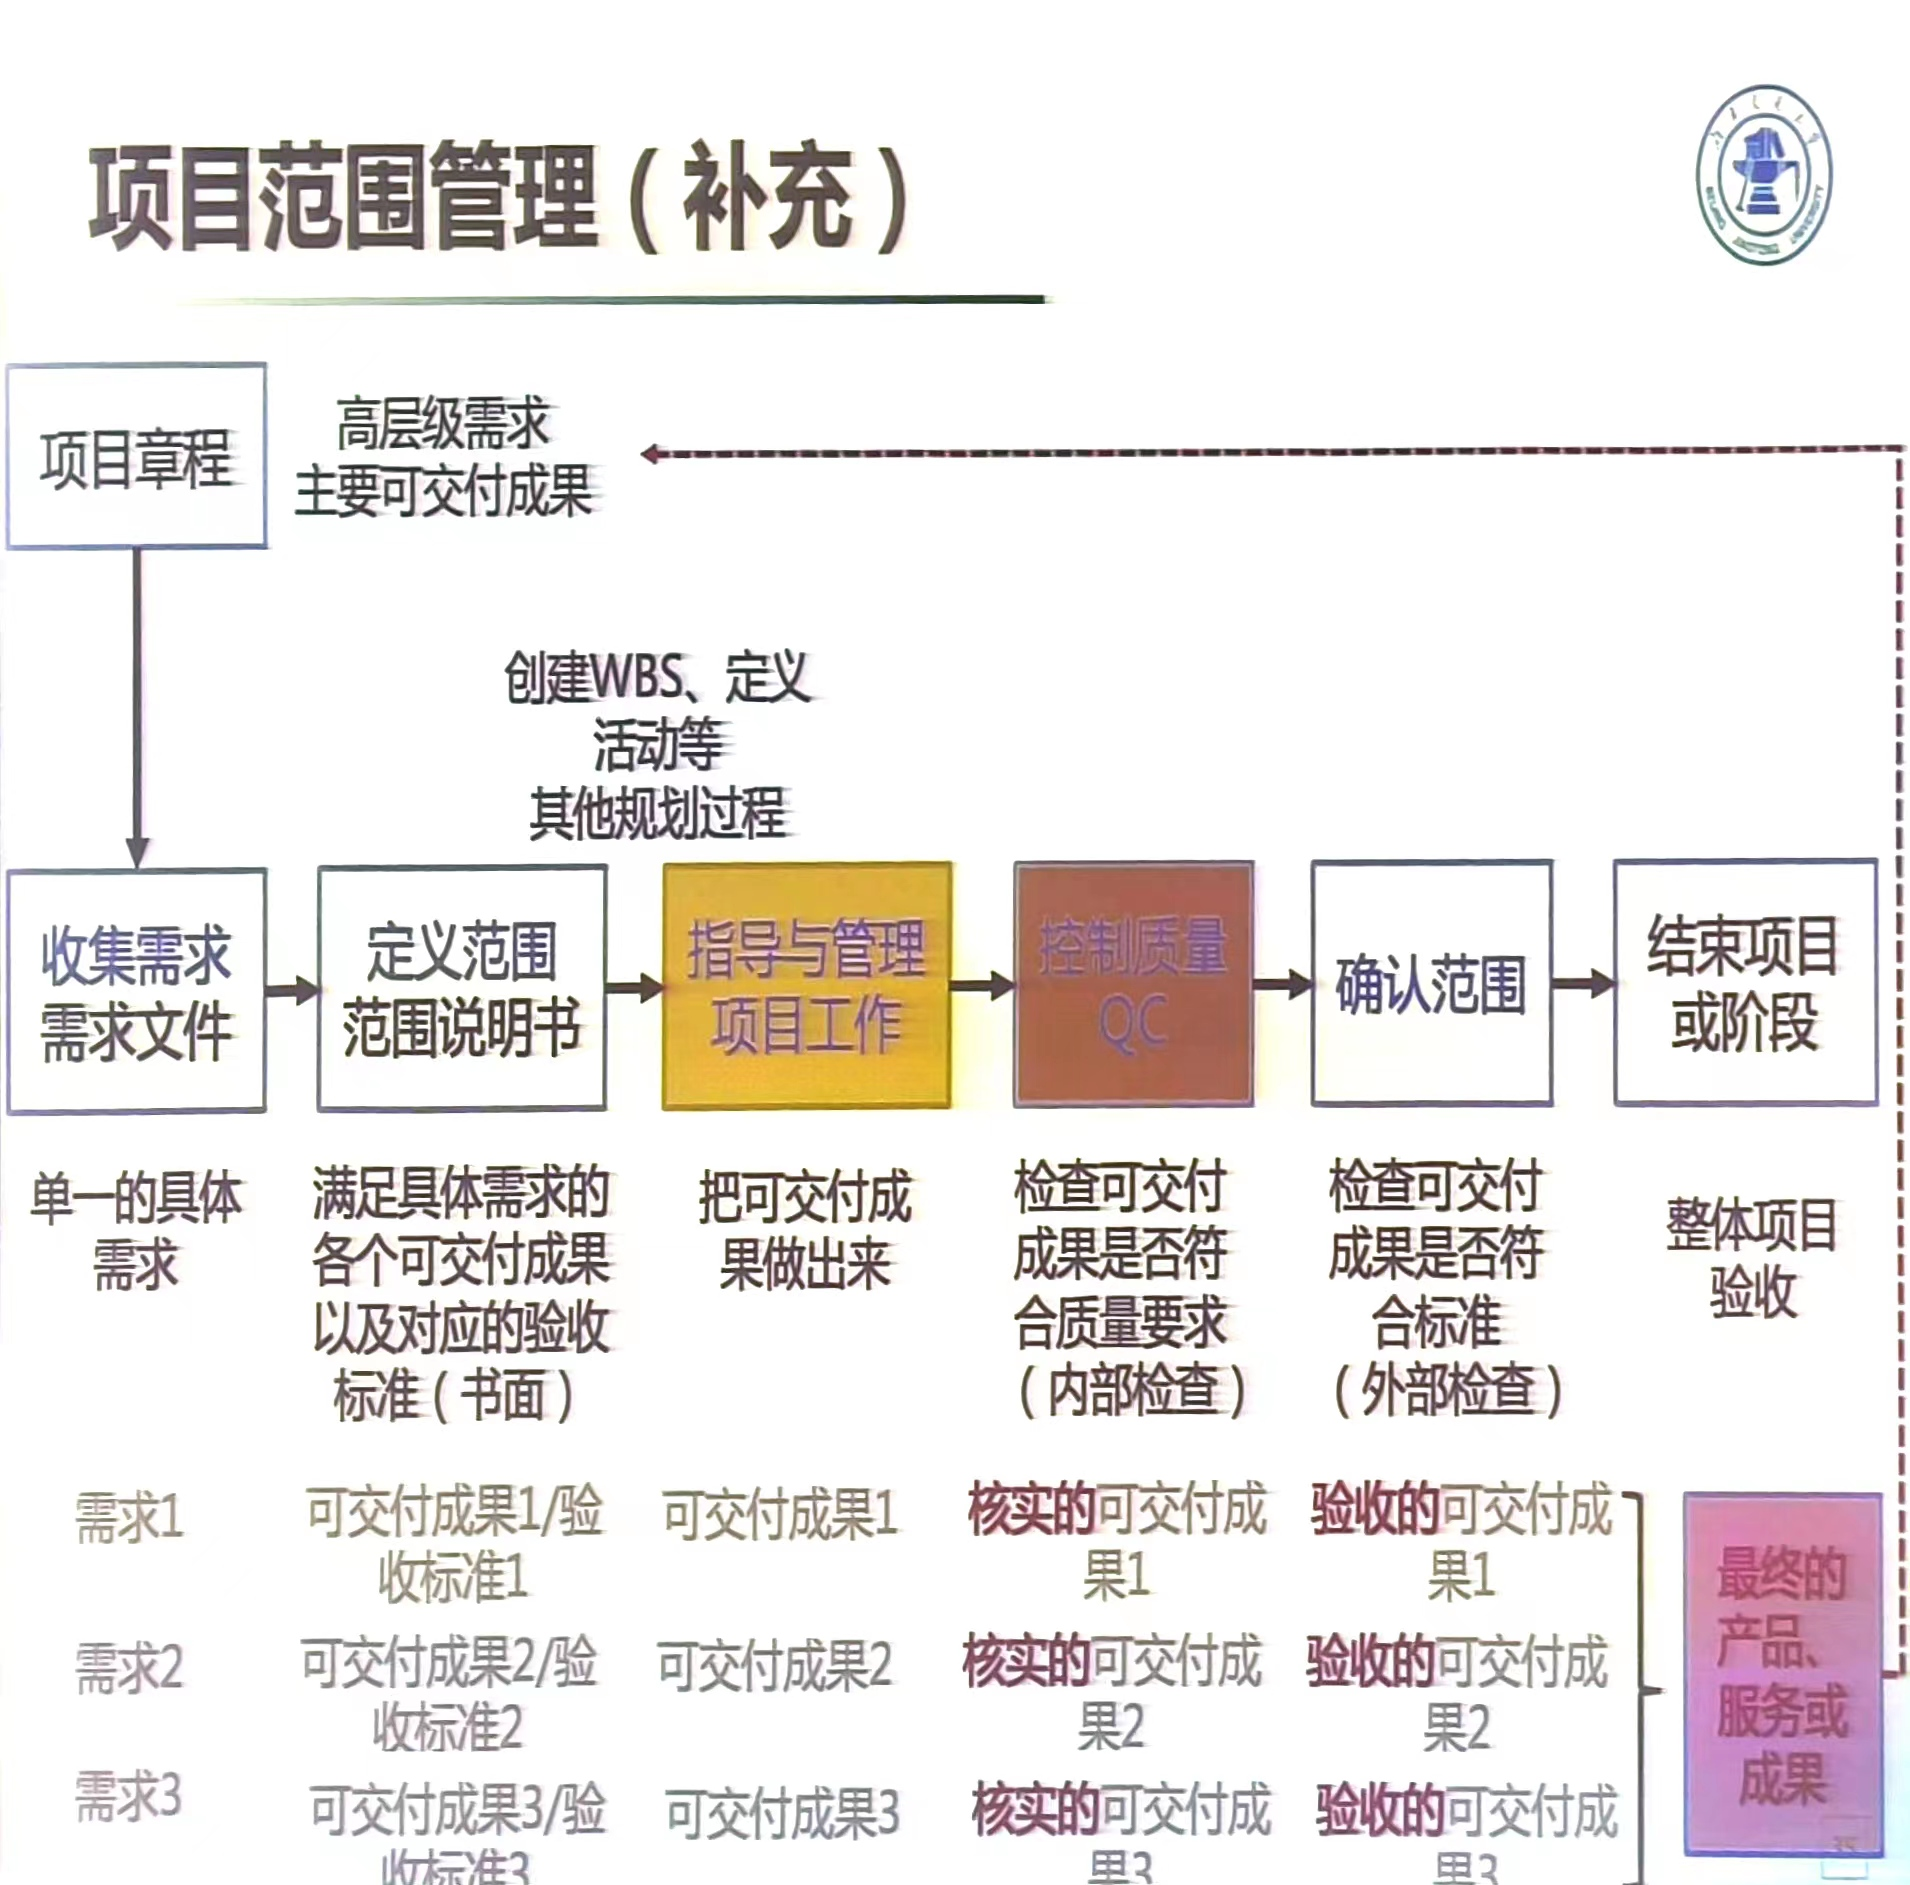 项目范围管理（补充）
项目章程
高层级需求
主要可交付成果
创建WBS、定义
活动等
其他规划过程
收集需求
需求文件
定义范围
范围说明书
指导与管理
项目工作
控制质量
QC
确认范围
结束项目
或阶段
单一的具体
需求
满足具体需求的
各个可交付成果
以及对应的验收
标准（书面）
把可交付成
果做出来
检查可交付
成果是否符
合质量要求
（内部检查）
检查可交付
成果是否符
合标准
（外部检查）
整体项目
验收
需求1
可交付成果1/验
收标准1
可交付成果1
核实的可交付成
果1
验收的可交付成
果1
需求2
可交付成果2/验
收标准2
可交付成果2
核实的可交付成
果2
验收的可交付成
果2
需求3
可交付成果3/验
收标准3
可交付成果3
核实的可交付成
果3
验收的可交付成
果3
最终的
产品、
服务或
成果